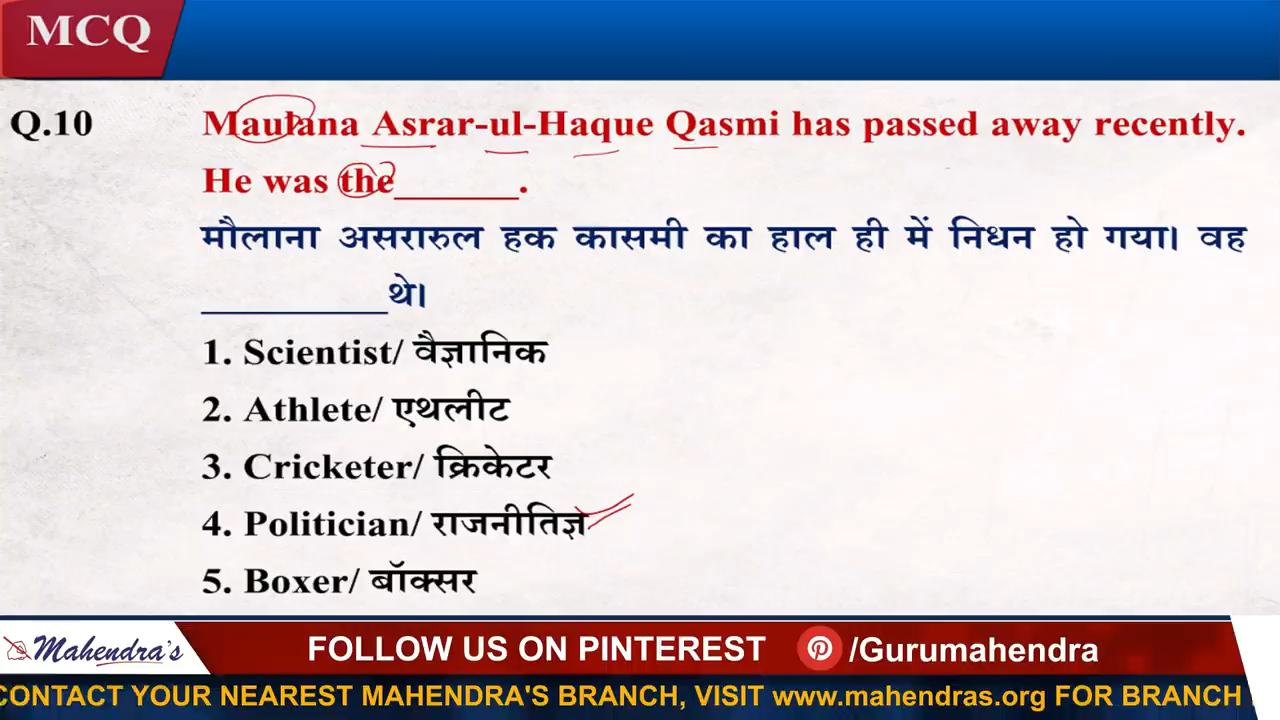 MCQ
Q.10 Maulana Asrar-ul-Haque Qasmi has passed away recently.
He was the______.
मौलाना असरारुल हक कासमी का हाल ही में निधन हो गया। वह
_________थे।
1. Scientist/ वैज्ञानिक
2. Athlete/ एथलीट
3. Cricketer/ क्रिकेटर
4. Politician/ राजनीतिज्ञ
5. Boxer/ बॉक्सर
Mahendra's FOLLOW US ON PINTEREST /Gurumahendra
CONTACT YOUR NEAREST MAHENDRA'S BRANCH, VISIT www.mahendras.org FOR BRANCH